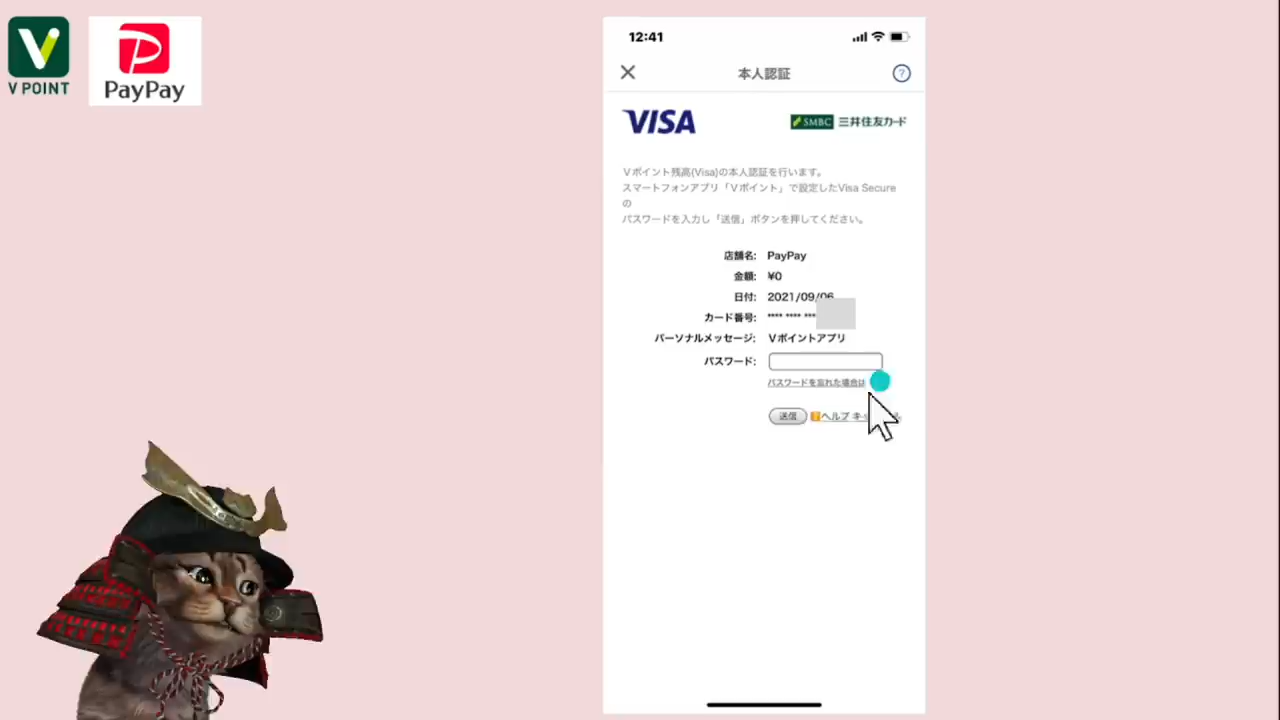 V POINT
PayPay
12:41
本人認証
VISA
SMBC 三井住友カード
Vポイント残高(Visa)の本人認証を行います。
スマートフォンアプリ「Vポイント」で設定したVisa Secure
の
パスワードを入力し「送信」ボタンを押してください。
店舗名: PayPay
金額: ¥0
日付: 2021/09/06
カード番号: **** **** ***
パーソナルメッセージ: Vポイントアプリ
パスワード:
パスワードを忘れた場合は
送信 ヘルプ